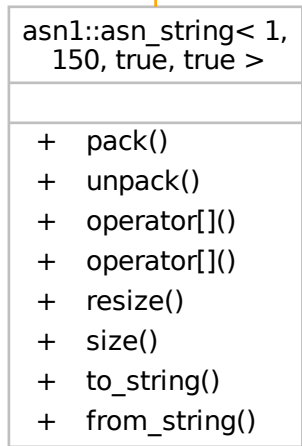 asn1::asn_string< 1,
150, true, true >
+ pack()
+ unpack()
+ operator[]()
+ operator[]()
+ resize()
+ size()
+ to_string()
+ from_string()